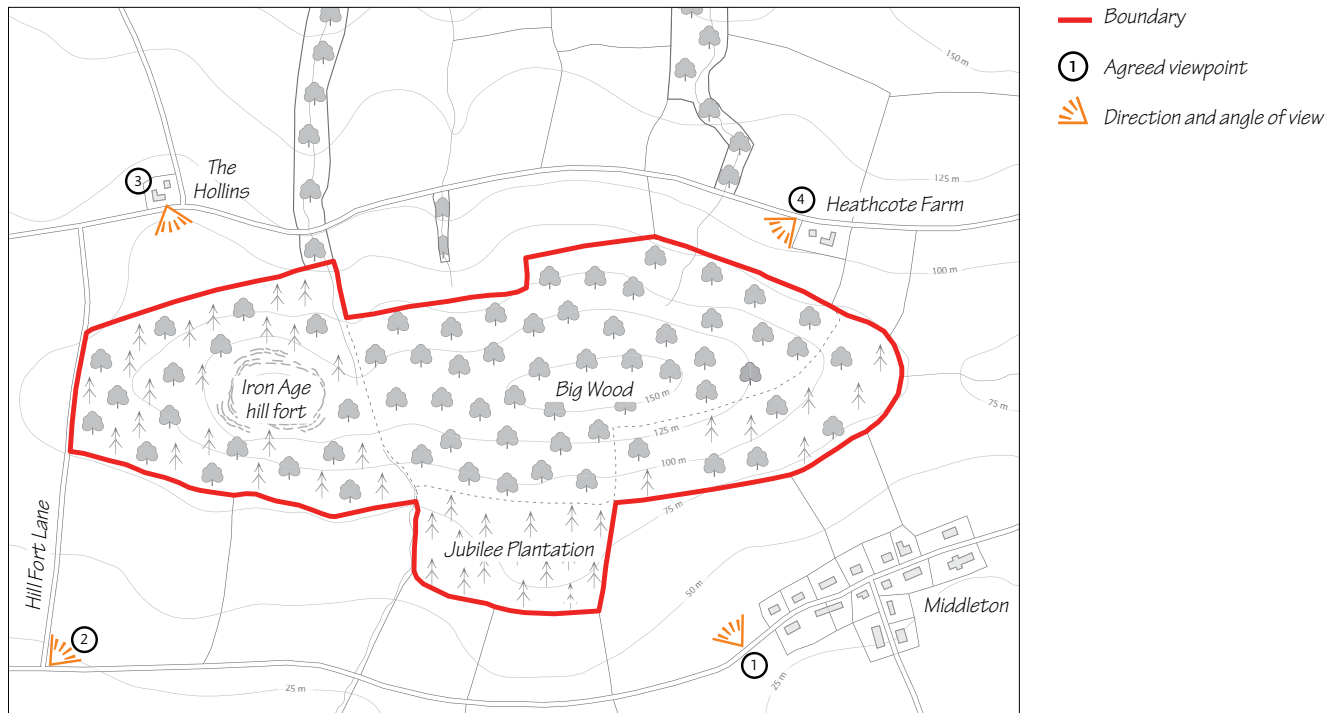 Boundary
1
Agreed viewpoint
Direction and angle of view
150 m
The
Hollins
3
125 m
4
Heathcote Farm
100 m
Iron Age
hill fort
Big Wood
150 m
75 m
125 m
100 m
75 m
Jubilee Plantation
Hill Fort Lane
50 m
Middleton
2
1
25 m
25 m